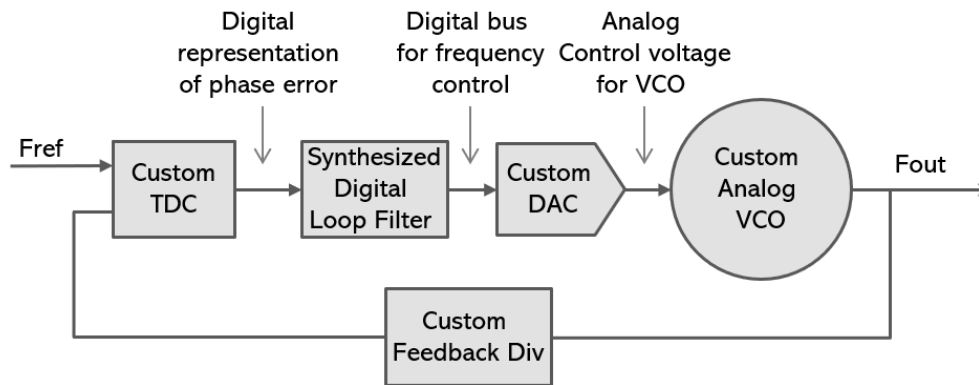 Digital
representation
of phase error
Digital bus
for frequency
control
Analog
Control voltage
for VCO
Fref
Custom
TDC
Synthesized
Digital
Loop Filter
Custom
DAC
Custom
Analog
VCO
Fout
Custom
Feedback Div